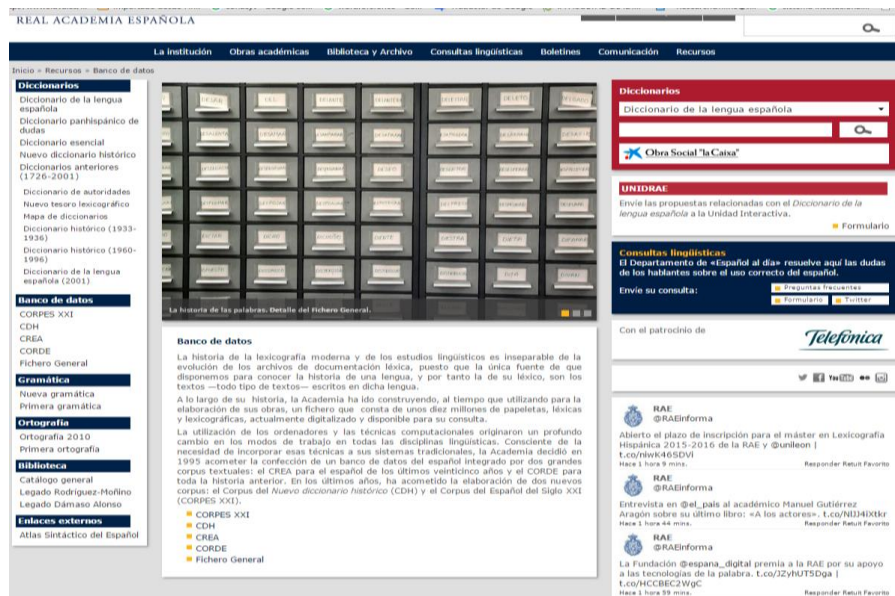 REAL ACADEMIA ESPAÑOLA
La institución Obras académicas Biblioteca y Archivo Consultas lingüísticas Boletines Comunicación Recursos
Inicio » Recursos » Banco de datos
Diccionarios
Diccionario de la lengua
española
Diccionario panhispánico de
dudas
Diccionario esencial
Nuevo diccionario histórico
Diccionarios anteriores
(1726-2001)
Diccionario de autoridades
Nuevo tesoro lexicográfico
Mapa de diccionarios
Diccionario histórico (1933-
1936)
Diccionario histórico (1960-
1996)
Diccionario de la lengua
española (2001)
Banco de datos
CORPES XXI
CDH
CREA
CORDE
Fichero General
Gramática
Nueva gramática
Primera gramática
Ortografía
Ortografía 2010
Primera ortografía
Biblioteca
Catálogo general
Legado Rodríguez-Moñino
Legado Dámaso Alonso
Enlaces externos
Atlas Sintáctico del Español
La historia de las palabras. Detalle del Fichero General.
Banco de datos
La historia de la lexicografía moderna y de los estudios lingüísticos es inseparable de la
evolución de los archivos de documentación léxica, puesto que la única fuente de que
disponemos para conocer la historia de una lengua, y por tanto la de su léxico, son los
textos —todo tipo de textos— escritos en dicha lengua.
A lo largo de su historia, la Academia ha ido construyendo, al tiempo que utilizando para la
elaboración de sus obras, un fichero que consta de unos diez millones de papeletas, léxicas
y lexicográficas, actualmente digitalizado y disponible para su consulta.
La utilización de los ordenadores y las técnicas computacionales originaron un profundo
cambio en los modos de trabajo en todas las disciplinas lingüísticas. Consciente de la
necesidad de incorporar esas técnicas a sus sistemas tradicionales, la Academia decidió en
1995 acometer la confección de un banco de datos del español integrado por dos grandes
corpus textuales: el CREA para el español de los últimos veinticinco años y el CORDE para
toda la historia anterior. En los últimos años, ha acometido la elaboración de dos nuevos
corpus: el Corpus del Nuevo diccionario histórico (CDH) y el Corpus del Español del Siglo XXI
(CORPES XXI).
CORPES XXI
CDH
CREA
CORDE
Fichero General
Diccionarios
Diccionario de la lengua española
Obra Social "la Caixa"
UNIDRAE
Envíe las propuestas relacionadas con el Diccionario de la
lengua española a la Unidad Interactiva.
Formulario
Consultas lingüísticas
El Departamento de «Español al día» resuelve aquí las dudas
de los hablantes sobre el uso correcto del español.
Envíe su consulta:
Preguntas frecuentes
Formulario Twitter
Con el patrocinio de
Telefónica
RAE
@RAEinforma
Abierto el plazo de inscripción para el máster en Lexicografía
Hispánica 2015-2016 de la RAE y @unileon |
t.co/niwK46SDVi
Hace 1 hora 9 mins. Responder Retuit Favorito
RAE
@RAEinforma
Entrevista en @el_pais al académico Manuel Gutiérrez
Aragón sobre su último libro: «A los actores». t.co/NIJJ4iXtkr
Hace 1 hora 44 mins. Responder Retuit Favorito
RAE
@RAEinforma
La Fundación @espana_digital premia a la RAE por su apoyo
a las tecnologías de la palabra. t.co/JZyhUT5Dga |
t.co/HCCBEC2WgC
Hace 1 hora 59 mins. Responder Retuit Favorito